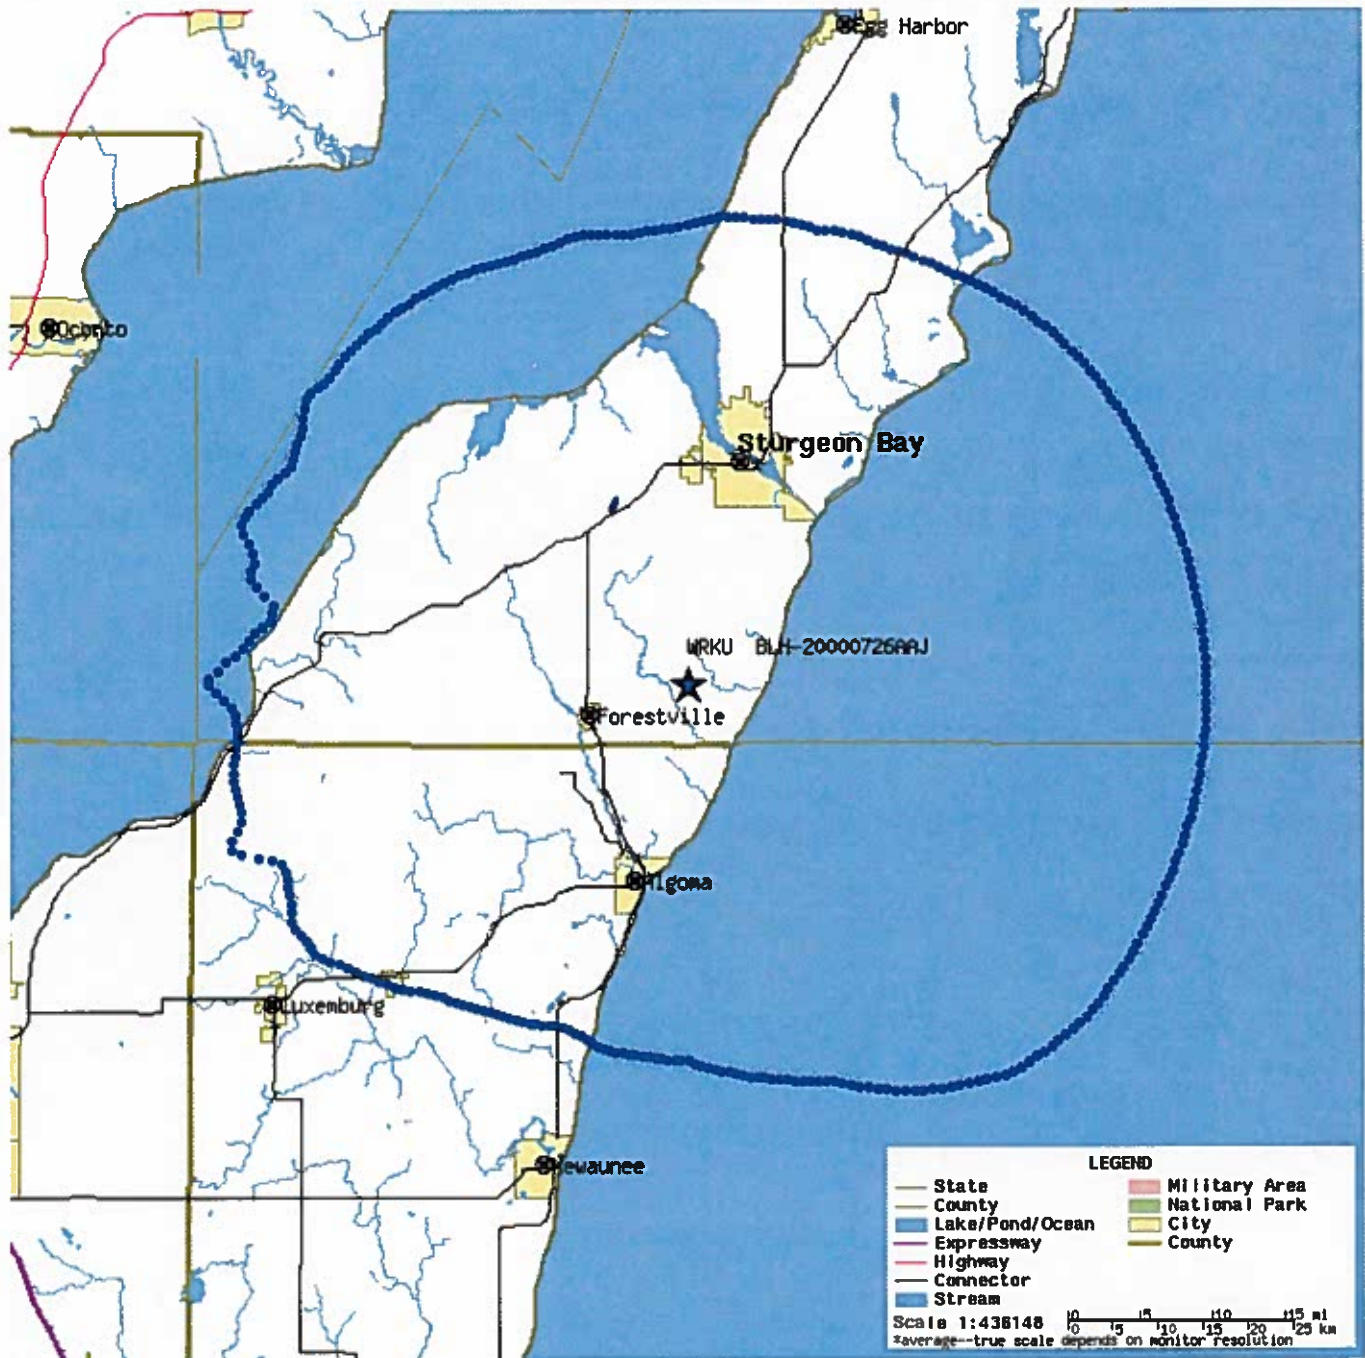 Egg Harbor
Oconto
Sturgeon Bay
WRKU BLH-20000726AAJ
Forestville
Algoma
Luxemburg
Kewaunee
LEGEND
State
County
Lake/Pond/Ocean
Expressway
Highway
Connector
Stream
Military Area
National Park
City
County
Scale 1:436148
0 5 10 15 mi
0 5 10 15 20 25 km
*average--true scale depends on monitor resolution